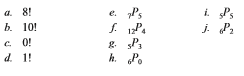 a. 8! e. ₇P₅ i. ₅P₅
b. 10! f. ₁₂P₄ j. ₆P₂
c. 0! g. ₅P₃
d. 1! h. ₆P₀